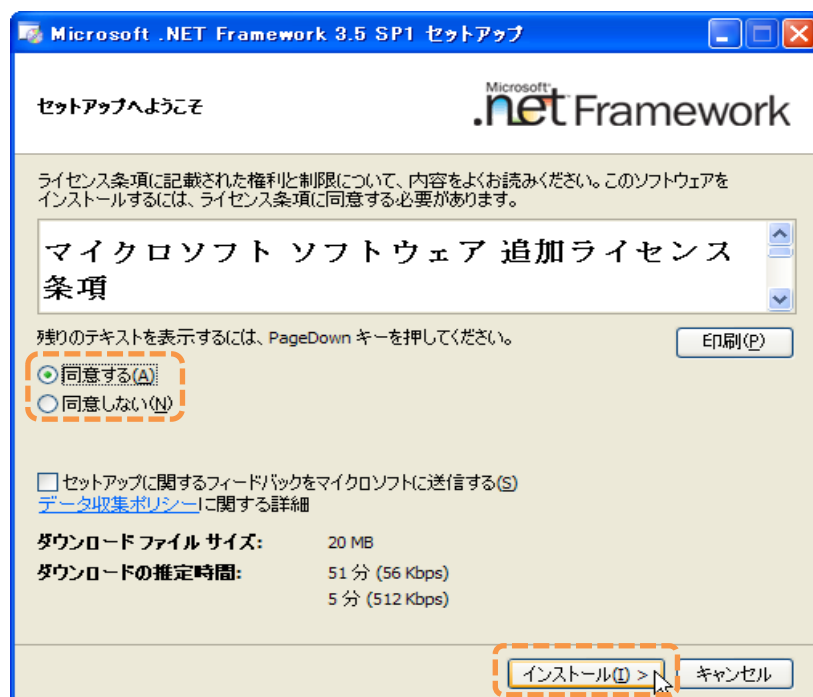 Microsoft .NET Framework 3.5 SP1 セットアップ
セットアップへようこそ
Microsoft
.net Framework
ライセンス条項に記載された権利と制限について、内容をよくお読みください。このソフトウェアを
インストールするには、ライセンス条項に同意する必要があります。
マイクロソフト ソフトウェア 追加ライセンス
条項
残りのテキストを表示するには、PageDown キーを押してください。
印刷(P)
同意する(A)
同意しない(N)
セットアップに関するフィードバックをマイクロソフトに送信する(S)
データ収集ポリシーに関する詳細
ダウンロード ファイル サイズ: 20 MB
ダウンロードの推定時間: 51 分 (56 Kbps)
5 分 (512 Kbps)
インストール(I) > キャンセル